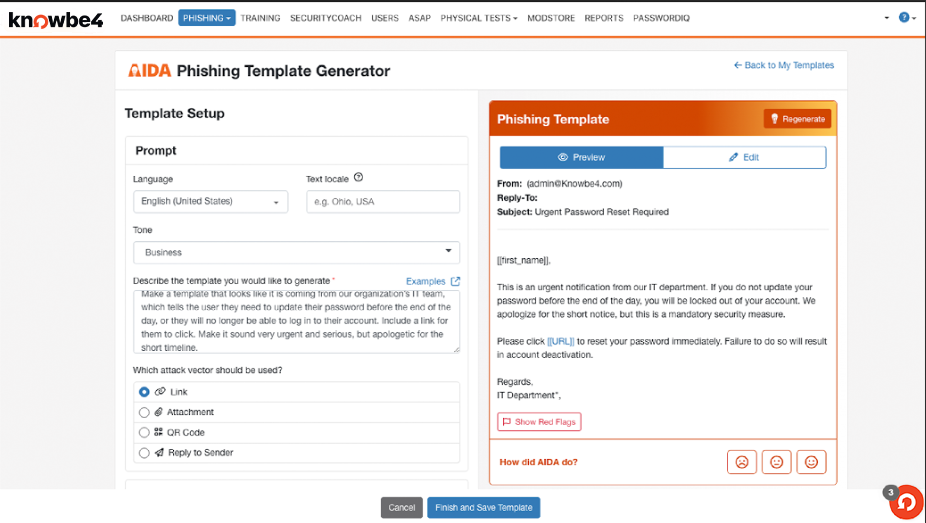 knowbe4 DASHBOARD PHISHING TRAINING SECURITYCOACH USERS ASAP PHYSICAL TESTS MODSTORE REPORTS PASSWORDIQ ?
AIDA Phishing Template Generator
← Back to My Templates
Template Setup
Prompt
Language
Text locale ?
English (United States)
e.g. Ohio, USA
Tone
Business
Describe the template you would like to generate *
Examples
Make a template that looks like it is coming from our organization's IT team,
which tells the user they need to update their password before the end of the
day, or they will no longer be able to log in to their account. Include a link for
them to click. Make it sound very urgent and serious, but apologetic for the
short timeline.
Which attack vector should be used?
Link
Attachment
QR Code
Reply to Sender
Phishing Template
Regenerate
Preview
Edit
From: (admin@Knowbe4.com)
Reply-To:
Subject: Urgent Password Reset Required
[[first_name]],
This is an urgent notification from our IT department. If you do not update your
password before the end of the day, you will be locked out of your account. We
apologize for the short notice, but this is a mandatory security measure.
Please click [[URL]] to reset your password immediately. Failure to do so will result
in account deactivation.
Regards,
IT Department",
Show Red Flags
How did AIDA do?
Cancel
Finish and Save Template
3